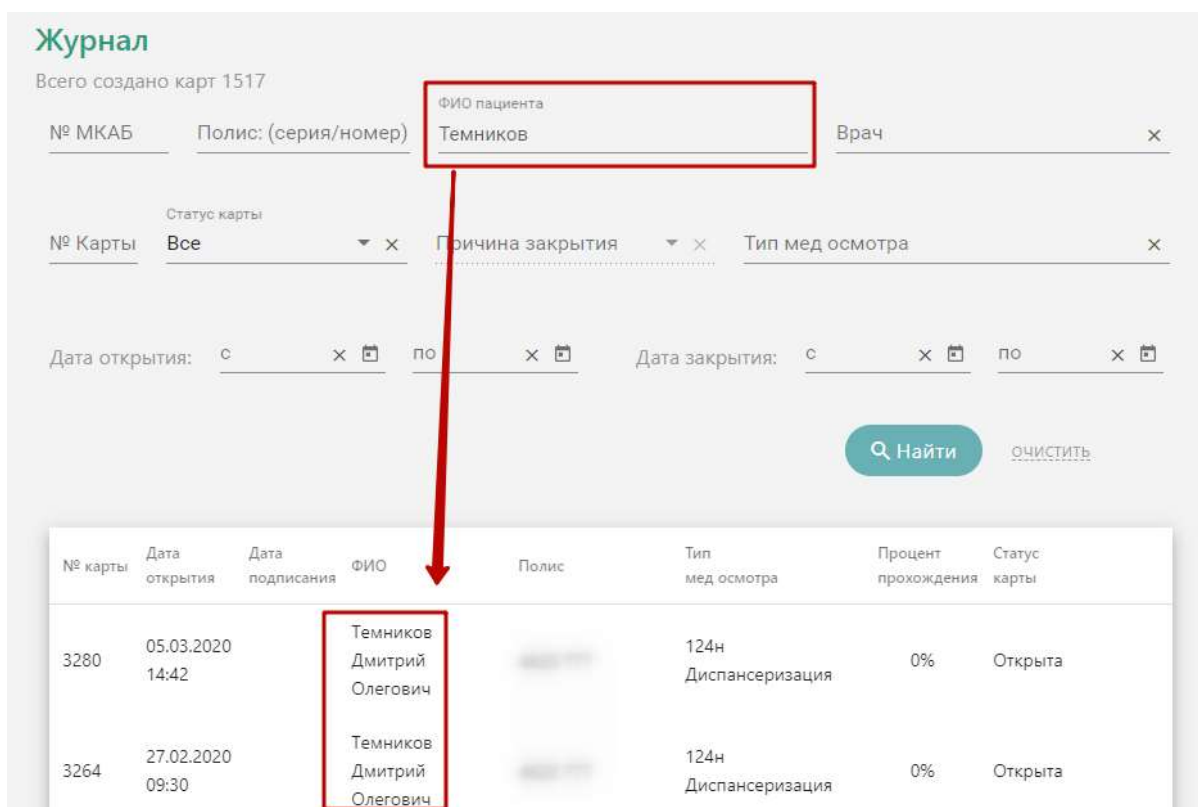 Журнал
Всего создано карт 1517
ФИО пациента
№ МКАБ Полис: (серия/номер) Темников Врач
Статус карты
№ Карты Все Причина закрытия Тип мед осмотра
Дата открытия: с по Дата закрытия: с по
Найти очистить
№ карты Дата открытия Дата подписания ФИО Полис Тип мед осмотра Процент прохождения Статус карты
3280 05.03.2020 14:42 Темников Дмитрий Олегович 124н Диспансеризация 0% Открыта
3264 27.02.2020 09:30 Темников Дмитрий Олегович 124н Диспансеризация 0% Открыта